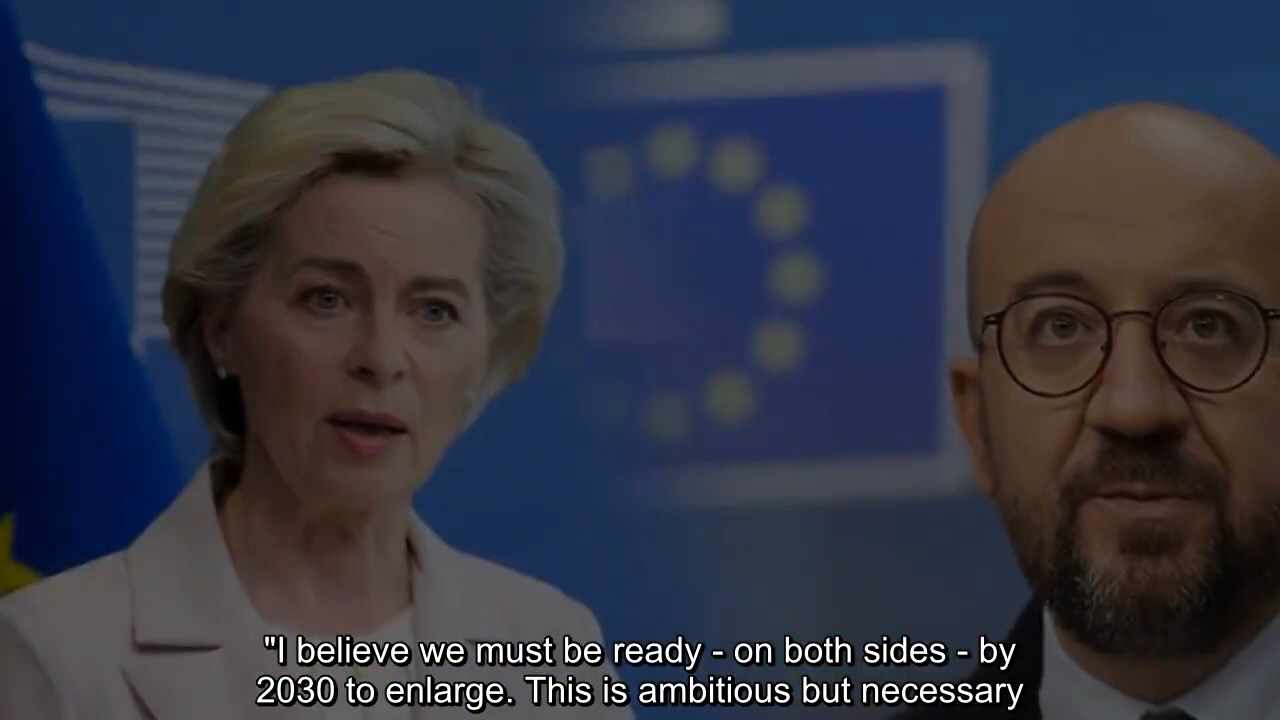 "I believe we must be ready - on both sides - by
2030 to enlarge. This is ambitious but necessary